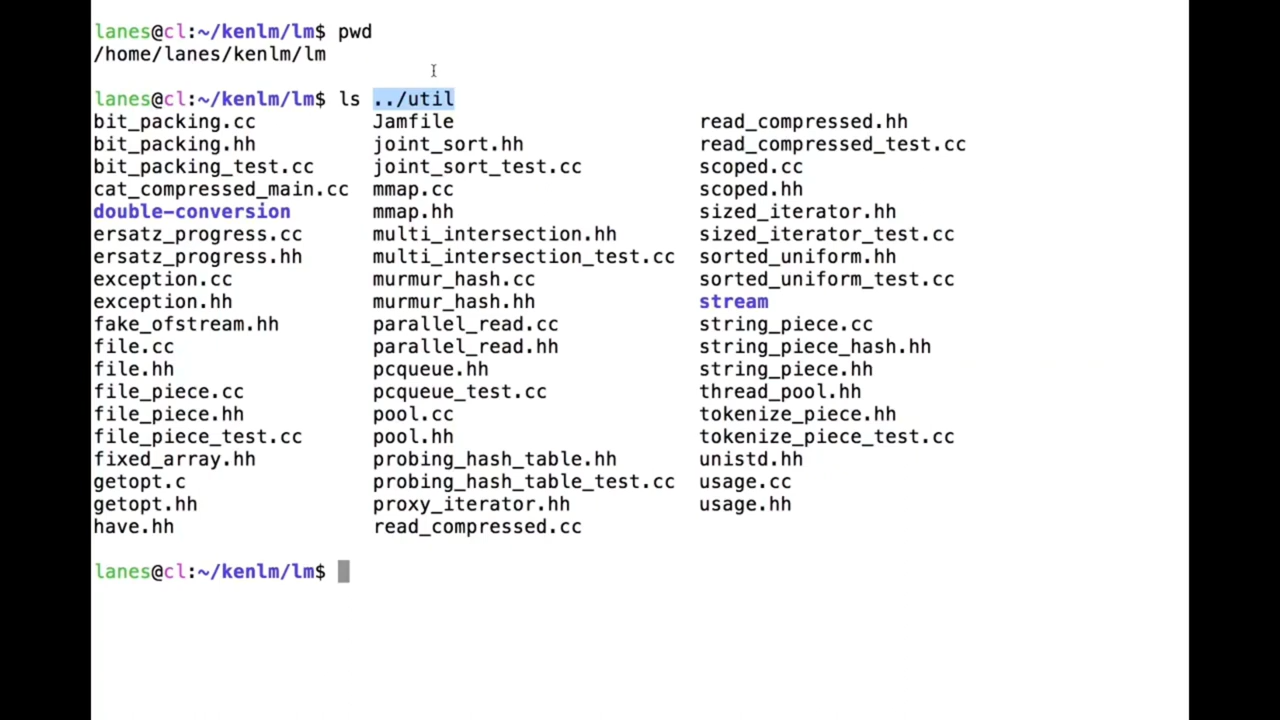 lanes@cl:~/kenlm/lm$ pwd
/home/lanes/kenlm/lm
lanes@cl:~/kenlm/lm$ ls ../util
bit_packing.cc Jamfile read_compressed.hh
bit_packing.hh joint_sort.hh read_compressed_test.cc
bit_packing_test.cc joint_sort_test.cc scoped.cc
cat_compressed_main.cc mmap.cc scoped.hh
double-conversion mmap.hh sized_iterator.hh
ersatz_progress.cc multi_intersection.hh sized_iterator_test.cc
ersatz_progress.hh multi_intersection_test.cc sorted_uniform.hh
exception.cc murmur_hash.cc sorted_uniform_test.cc
exception.hh murmur_hash.hh stream
fake_ofstream.hh parallel_read.cc string_piece.cc
file.cc parallel_read.hh string_piece_hash.hh
file.hh pcqueue.hh string_piece.hh
file_piece.cc pcqueue_test.cc thread_pool.hh
file_piece.hh pool.cc tokenize_piece.hh
file_piece_test.cc pool.hh tokenize_piece_test.cc
fixed_array.hh probing_hash_table.hh unistd.hh
getopt.c probing_hash_table_test.cc usage.cc
getopt.hh proxy_iterator.hh usage.hh
have.hh read_compressed.cc
lanes@cl:~/kenlm/lm$